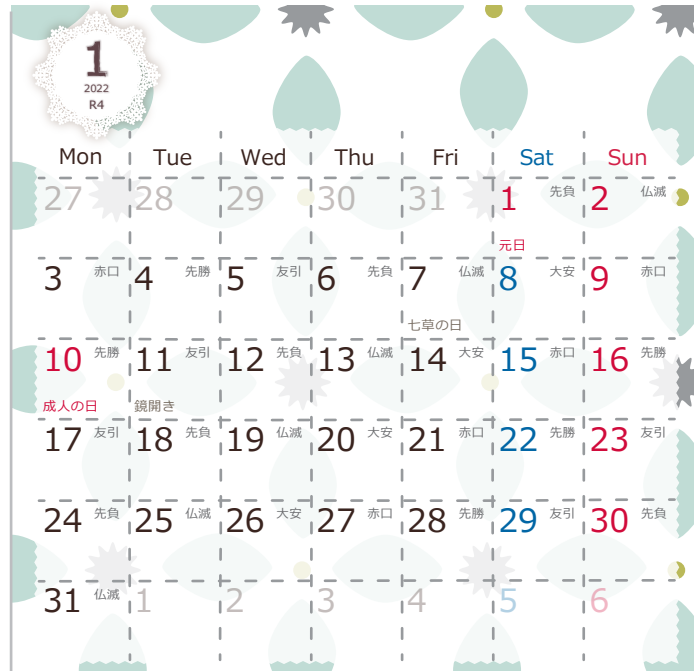 1
2022
R4
Mon Tue Wed Thu Fri Sat Sun
27 28 29 30 31 1 先負 2 仏滅
元日
3 赤口 4 先勝 5 友引 6 先負 7 仏滅 8 大安 9 赤口
七草の日
10 先勝 11 友引 12 先負 13 仏滅 14 大安 15 赤口 16 先勝
成人の日 鏡開き
17 友引 18 先負 19 仏滅 20 大安 21 赤口 22 先勝 23 友引
24 先負 25 仏滅 26 大安 27 赤口 28 先勝 29 友引 30 先負
31 仏滅 1 2 3 4 5 6